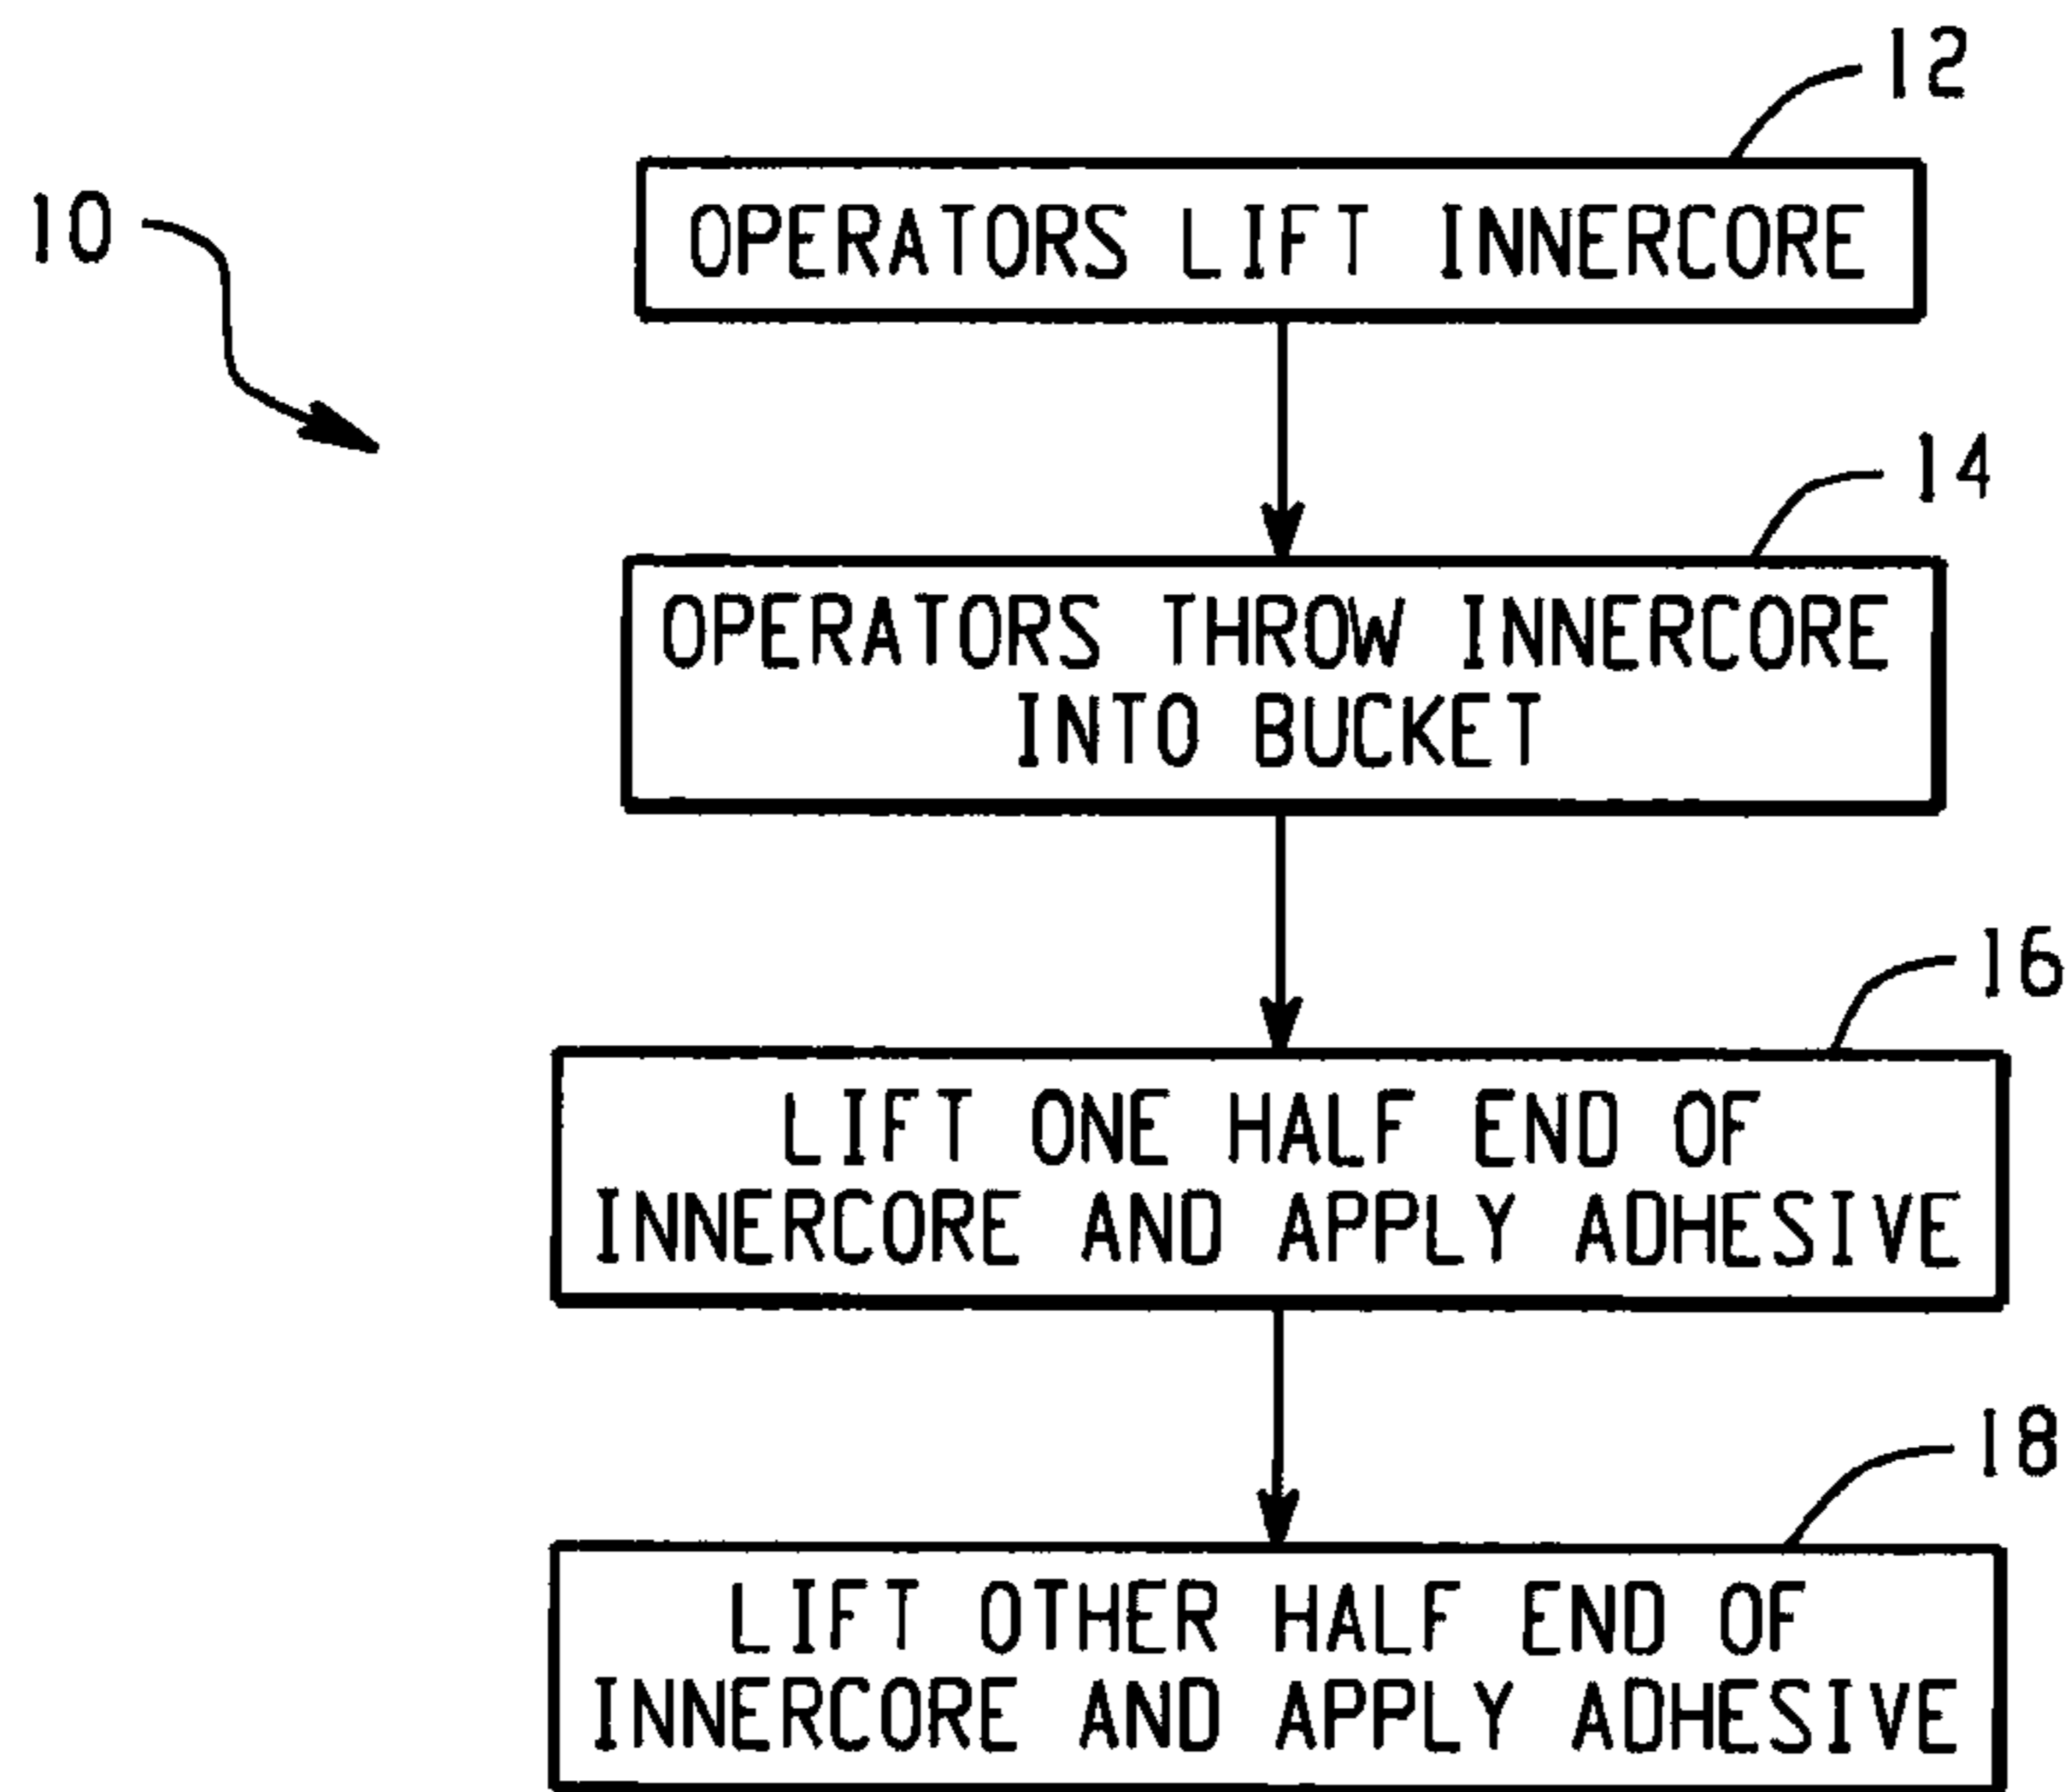 12
10
OPERATORS LIFT INNERCORE
14
OPERATORS THROW INNERCORE
INTO BUCKET
16
LIFT ONE HALF END OF
INNERCORE AND APPLY ADHESIVE
18
LIFT OTHER HALF END OF
INNERCORE AND APPLY ADHESIVE